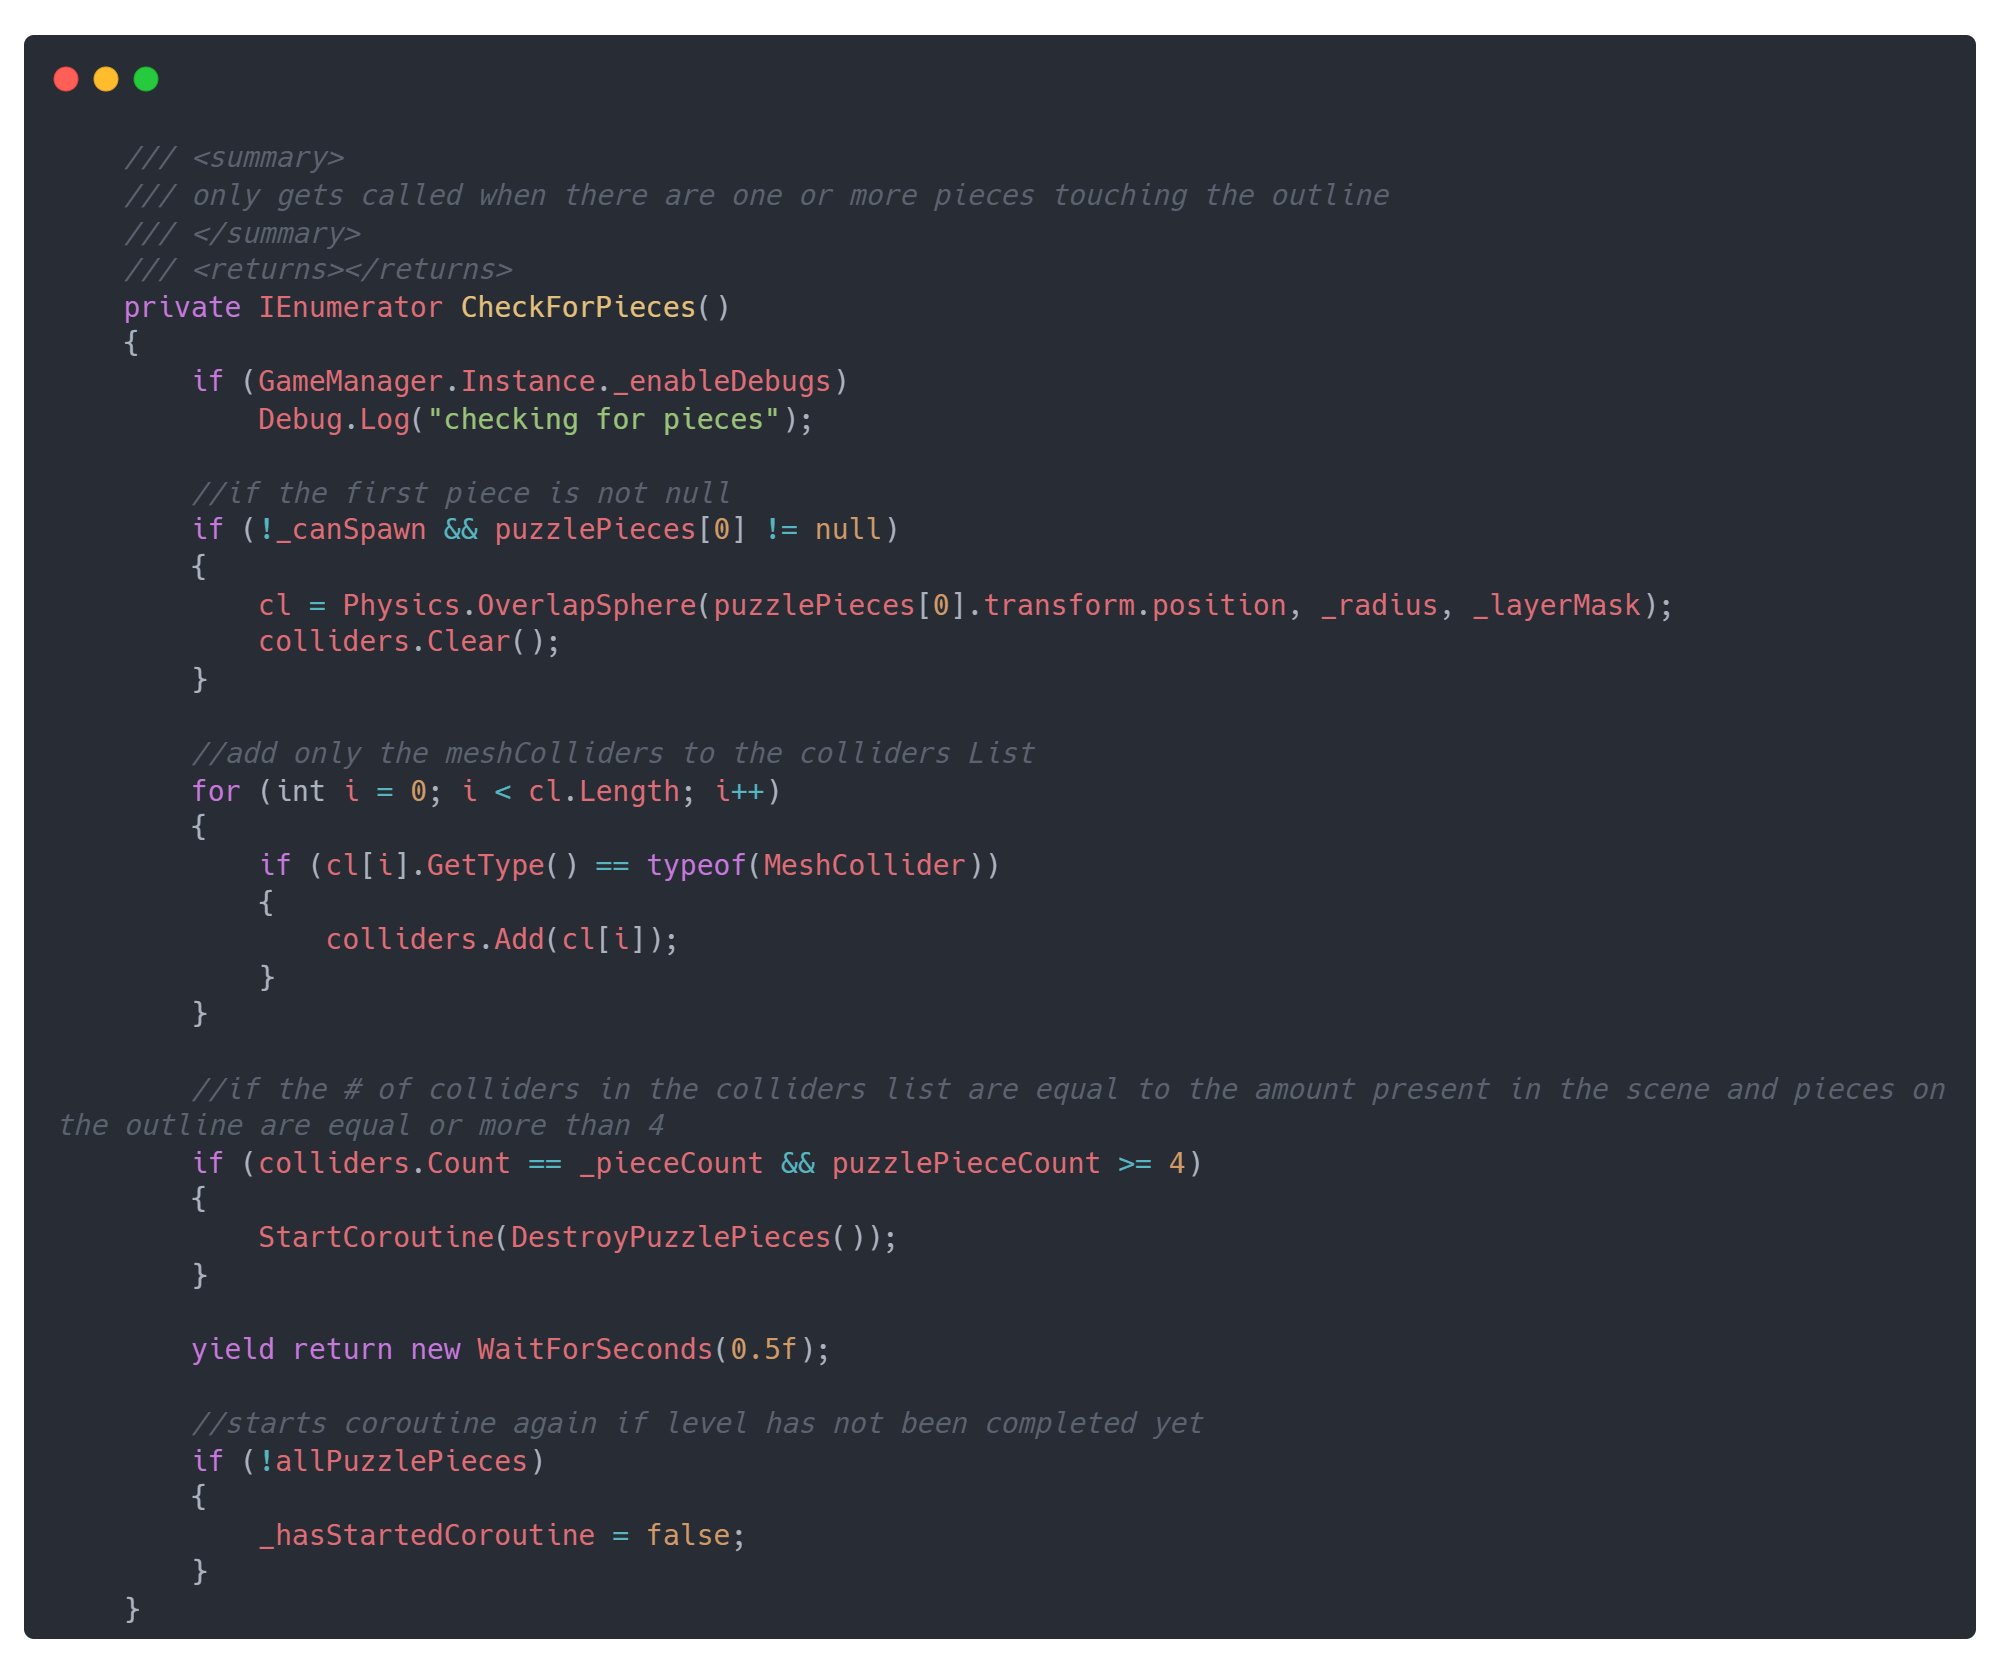 /// <summary>
/// only gets called when there are one or more pieces touching the outline
/// </summary>
/// <returns></returns>
private IEnumerator CheckForPieces()
{
if (GameManager.Instance._enableDebugs)
Debug.Log("checking for pieces");
//if the first piece is not null
if (!_canSpawn && puzzlePieces[0] != null)
{
cl = Physics.OverlapSphere(puzzlePieces[0].transform.position, _radius, _layerMask);
colliders.Clear();
}
//add only the meshColliders to the colliders List
for (int i = 0; i < cl.Length; i++)
{
if (cl[i].GetType() == typeof(MeshCollider))
{
colliders.Add(cl[i]);
}
}
//if the # of colliders in the colliders list are equal to the amount present in the scene and pieces on
the outline are equal or more than 4
if (colliders.Count == _pieceCount && puzzlePieceCount >= 4)
{
StartCoroutine(DestroyPuzzlePieces());
}
yield return new WaitForSeconds(0.5f);
//starts coroutine again if level has not been completed yet
if (!allPuzzlePieces)
{
_hasStartedCoroutine = false;
}
}